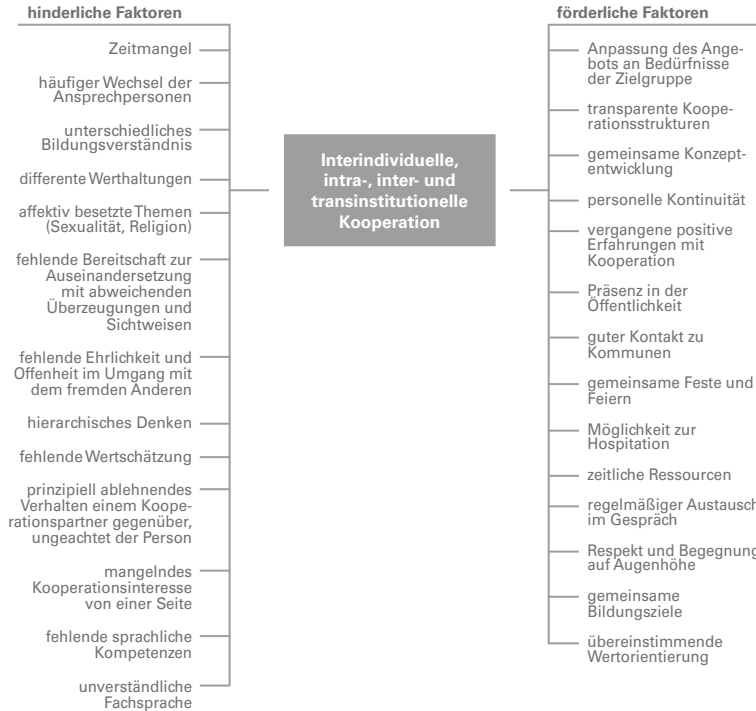 hinderliche Faktoren
Zeitmangel
häufiger Wechsel der
Ansprechpersonen
unterschiedliches
Bildungsverständnis
differente Werthaltungen
affektiv besetzte Themen
(Sexualität, Religion)
fehlende Bereitschaft zur
Auseinandersetzung
mit abweichenden
Überzeugungen und
Sichtweisen
fehlende Ehrlichkeit und
Offenheit im Umgang mit
dem fremden Anderen
hierarchisches Denken
fehlende Wertschätzung
prinzipiell ablehnendes
Verhalten einem Koope-
rationspartner gegenüber,
ungeachtet der Person
mangelndes
Kooperationsinteresse
von einer Seite
fehlende sprachliche
Kompetenzen
unverständliche
Fachsprache
Interindividuelle,
intra-, inter- und
transinstitutionelle
Kooperation
förderliche Faktoren
Anpassung des Ange-
bots an Bedürfnisse
der Zielgruppe
transparente Koope-
rationsstrukturen
gemeinsame Konzept-
entwicklung
personelle Kontinuität
vergangene positive
Erfahrungen mit
Kooperation
Präsenz in der
Öffentlichkeit
guter Kontakt zu
Kommunen
gemeinsame Feste und
Feiern
Möglichkeit zur
Hospitation
zeitliche Ressourcen
regelmäßiger Austausch
im Gespräch
Respekt und Begegnung
auf Augenhöhe
gemeinsame
Bildungsziele
übereinstimmende
Wertorientierung